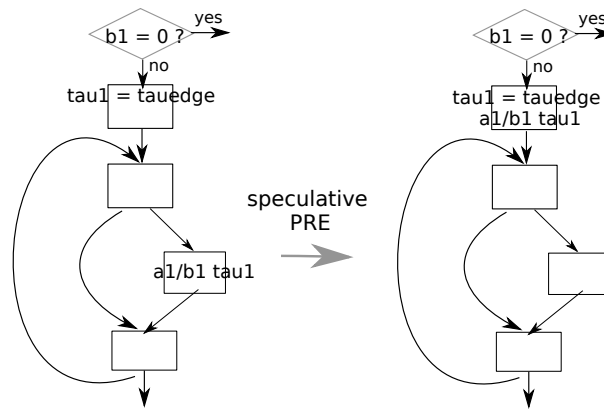 yes
b1 = 0 ?
no
tau1 = tauedge
a1/b1 tau1
speculative
PRE
yes
b1 = 0 ?
no
tau1 = tauedge
a1/b1 tau1